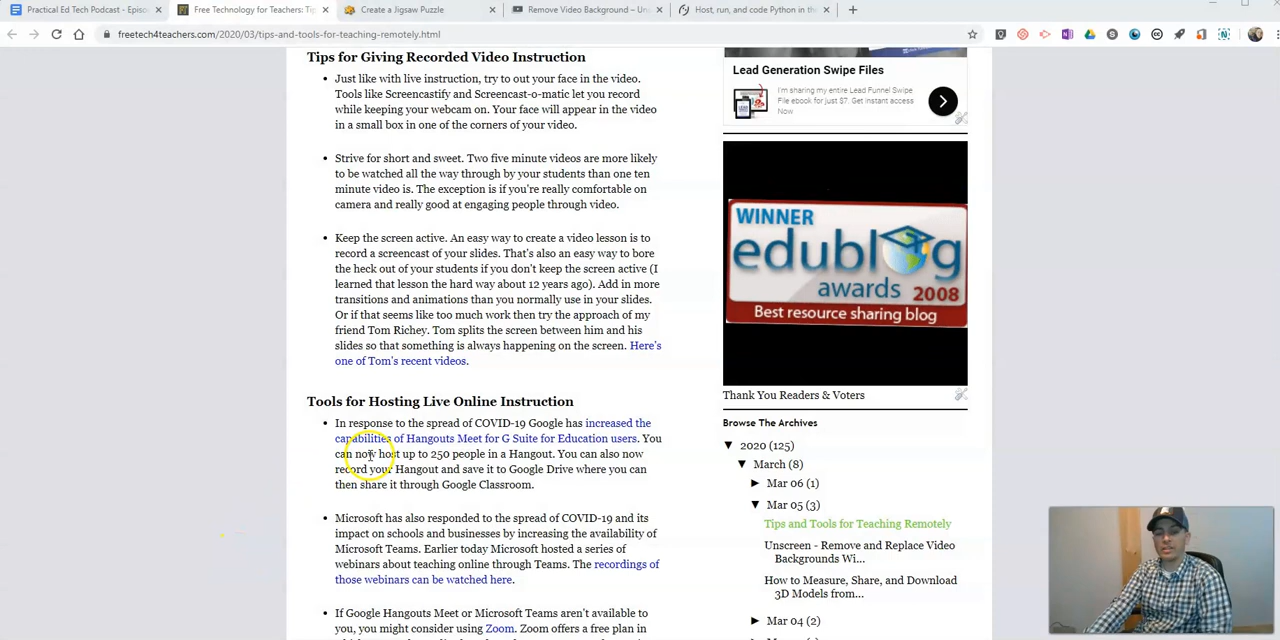 Practical Ed Tech Podcast - Episo
Free Technology for Teachers: Tip
Create a Jigsaw Puzzle
Remove Video Background – Un
Host, run, and code Python in the
freetech4teachers.com/2020/03/tips-and-tools-for-teaching-remotely.html
Tips for Giving Recorded Video Instruction
Just like with live instruction, try to out your face in the video.
Tools like Screencastify and Screencast-o-matic let you record
while keeping your webcam on. Your face will appear in the video
in a small box in one of the corners of your video.
Strive for short and sweet. Two five minute videos are more likely
to be watched all the way through by your students than one ten
minute video is. The exception is if you're really comfortable on
camera and really good at engaging people through video.
Keep the screen active. An easy way to create a video lesson is to
record a screencast of your slides. That's also an easy way to bore
the heck out of your students if you don't keep the screen active (I
learned that lesson the hard way about 12 years ago). Add in more
transitions and animations than you normally use in your slides.
Or if that seems like too much work then try the approach of my
friend Tom Richey. Tom splits the screen between him and his
slides so that something is always happening on the screen. Here's
one of Tom's recent videos.
Tools for Hosting Live Online Instruction
In response to the spread of COVID-19 Google has increased the
capabilities of Hangouts Meet for G Suite for Education users. You
can now host up to 250 people in a Hangout. You can also now
record your Hangout and save it to Google Drive where you can
then share it through Google Classroom.
Microsoft has also responded to the spread of COVID-19 and its
impact on schools and businesses by increasing the availability of
Microsoft Teams. Earlier today Microsoft hosted a series of
webinars about teaching online through Teams. The recordings of
those webinars can be watched here.
If Google Hangouts Meet or Microsoft Teams aren't available to
you, you might consider using Zoom. Zoom offers a free plan in
Lead Generation Swipe Files
I'm sharing my entire Lead Funnel Swipe
File ebook for just $7. Get instant access
Now
WINNER
edublog
awards 2008
Best resource sharing blog
Thank You Readers & Voters
Browse The Archives
▼ 2020 (125)
▼ March (8)
► Mar 06 (1)
▼ Mar 05 (3)
Tips and Tools for Teaching Remotely
Unscreen - Remove and Replace Video
Backgrounds Wi...
How to Measure, Share, and Download
3D Models from...
► Mar 04 (2)